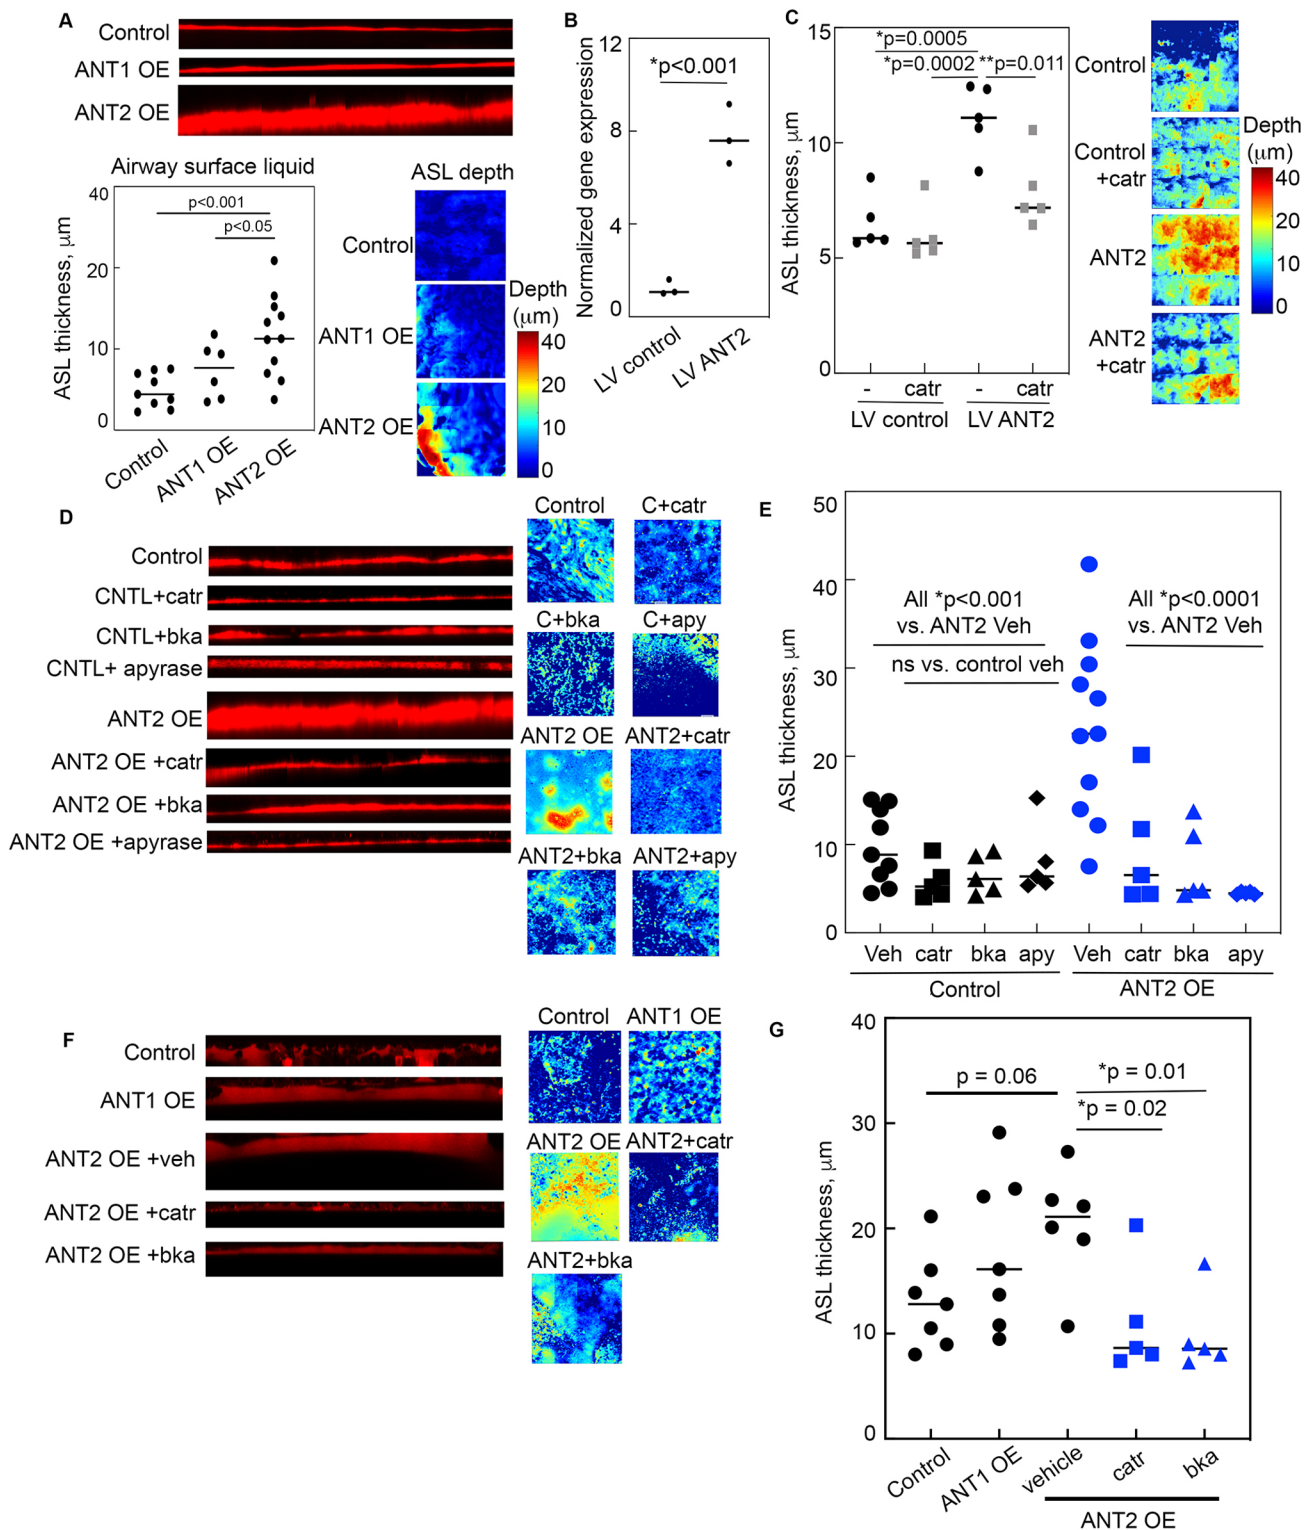 A
Control
ANT1 OE
ANT2 OE
Airway surface liquid
ASL thickness, μm
40
20
10
0
p<0.001
p<0.05
Control
ANT1 OE
ANT2 OE
ASL depth
Control
ANT1 OE
ANT2 OE
Depth
(μm)
40
20
10
0
B
Normalized gene expression
12
8
4
0
*p<0.001
LV control
LV ANT2
C
ASL thickness, μm
15
10
5
0
*p=0.0005
*p=0.0002
**p=0.011
-
catr
-
catr
LV control
LV ANT2
Control
Control
+catr
ANT2
ANT2
+catr
Depth
(μm)
40
20
10
0
D
Control
CNTL+catr
CNTL+bka
CNTL+ apyrase
ANT2 OE
ANT2 OE +catr
ANT2 OE +bka
ANT2 OE +apyrase
Control
C+catr
C+bka
C+apy
ANT2 OE
ANT2+catr
ANT2+bka
ANT2+apy
E
ASL thickness, μm
50
40
30
20
10
0
All *p<0.001
vs. ANT2 Veh
ns vs. control veh
All *p<0.0001
vs. ANT2 Veh
Veh
catr
bka
apy
Veh
catr
bka
apy
Control
ANT2 OE
F
Control
ANT1 OE
ANT2 OE +veh
ANT2 OE +catr
ANT2 OE +bka
Control
ANT1 OE
ANT2 OE
ANT2+catr
ANT2+bka
G
ASL thickness, μm
40
30
20
10
0
p = 0.06
*p = 0.01
*p = 0.02
Control
ANT1 OE
vehicle
catr
bka
ANT2 OE